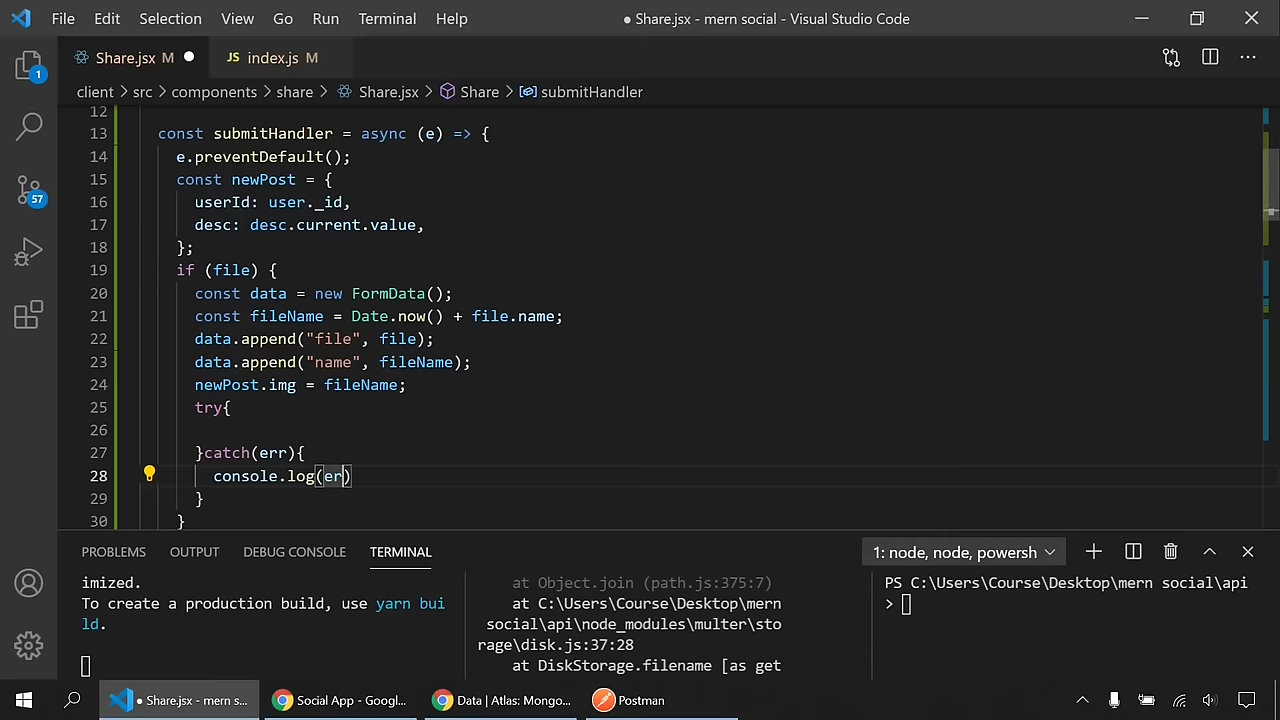 File Edit Selection View Go Run Terminal Help ● Share.jsx - mern social - Visual Studio Code
Share.jsx M ● JS index.js M
client > src > components > share > Share.jsx > Share > submitHandler
12
13 const submitHandler = async (e) => {
14 e.preventDefault();
15 const newPost = {
16 userId: user._id,
17 desc: desc.current.value,
18 };
19 if (file) {
20 const data = new FormData();
21 const fileName = Date.now() + file.name;
22 data.append("file", file);
23 data.append("name", fileName);
24 newPost.img = fileName;
25 try{
26
27 }catch(err){
28 console.log(er)
29 }
30 }
1
57
PROBLEMS OUTPUT DEBUG CONSOLE TERMINAL 1: node, node, powersh
imized.
To create a production build, use yarn bui
ld.
at Object.join (path.js:375:7)
at C:\Users\Course\Desktop\mern
social\api\node_modules\multer\sto
rage\disk.js:37:28
at DiskStorage.filename [as get
PS C:\Users\Course\Desktop\mern social\api
>
● Share.jsx - mern s... Social App - Googl... Data | Atlas: Mongo... Postman